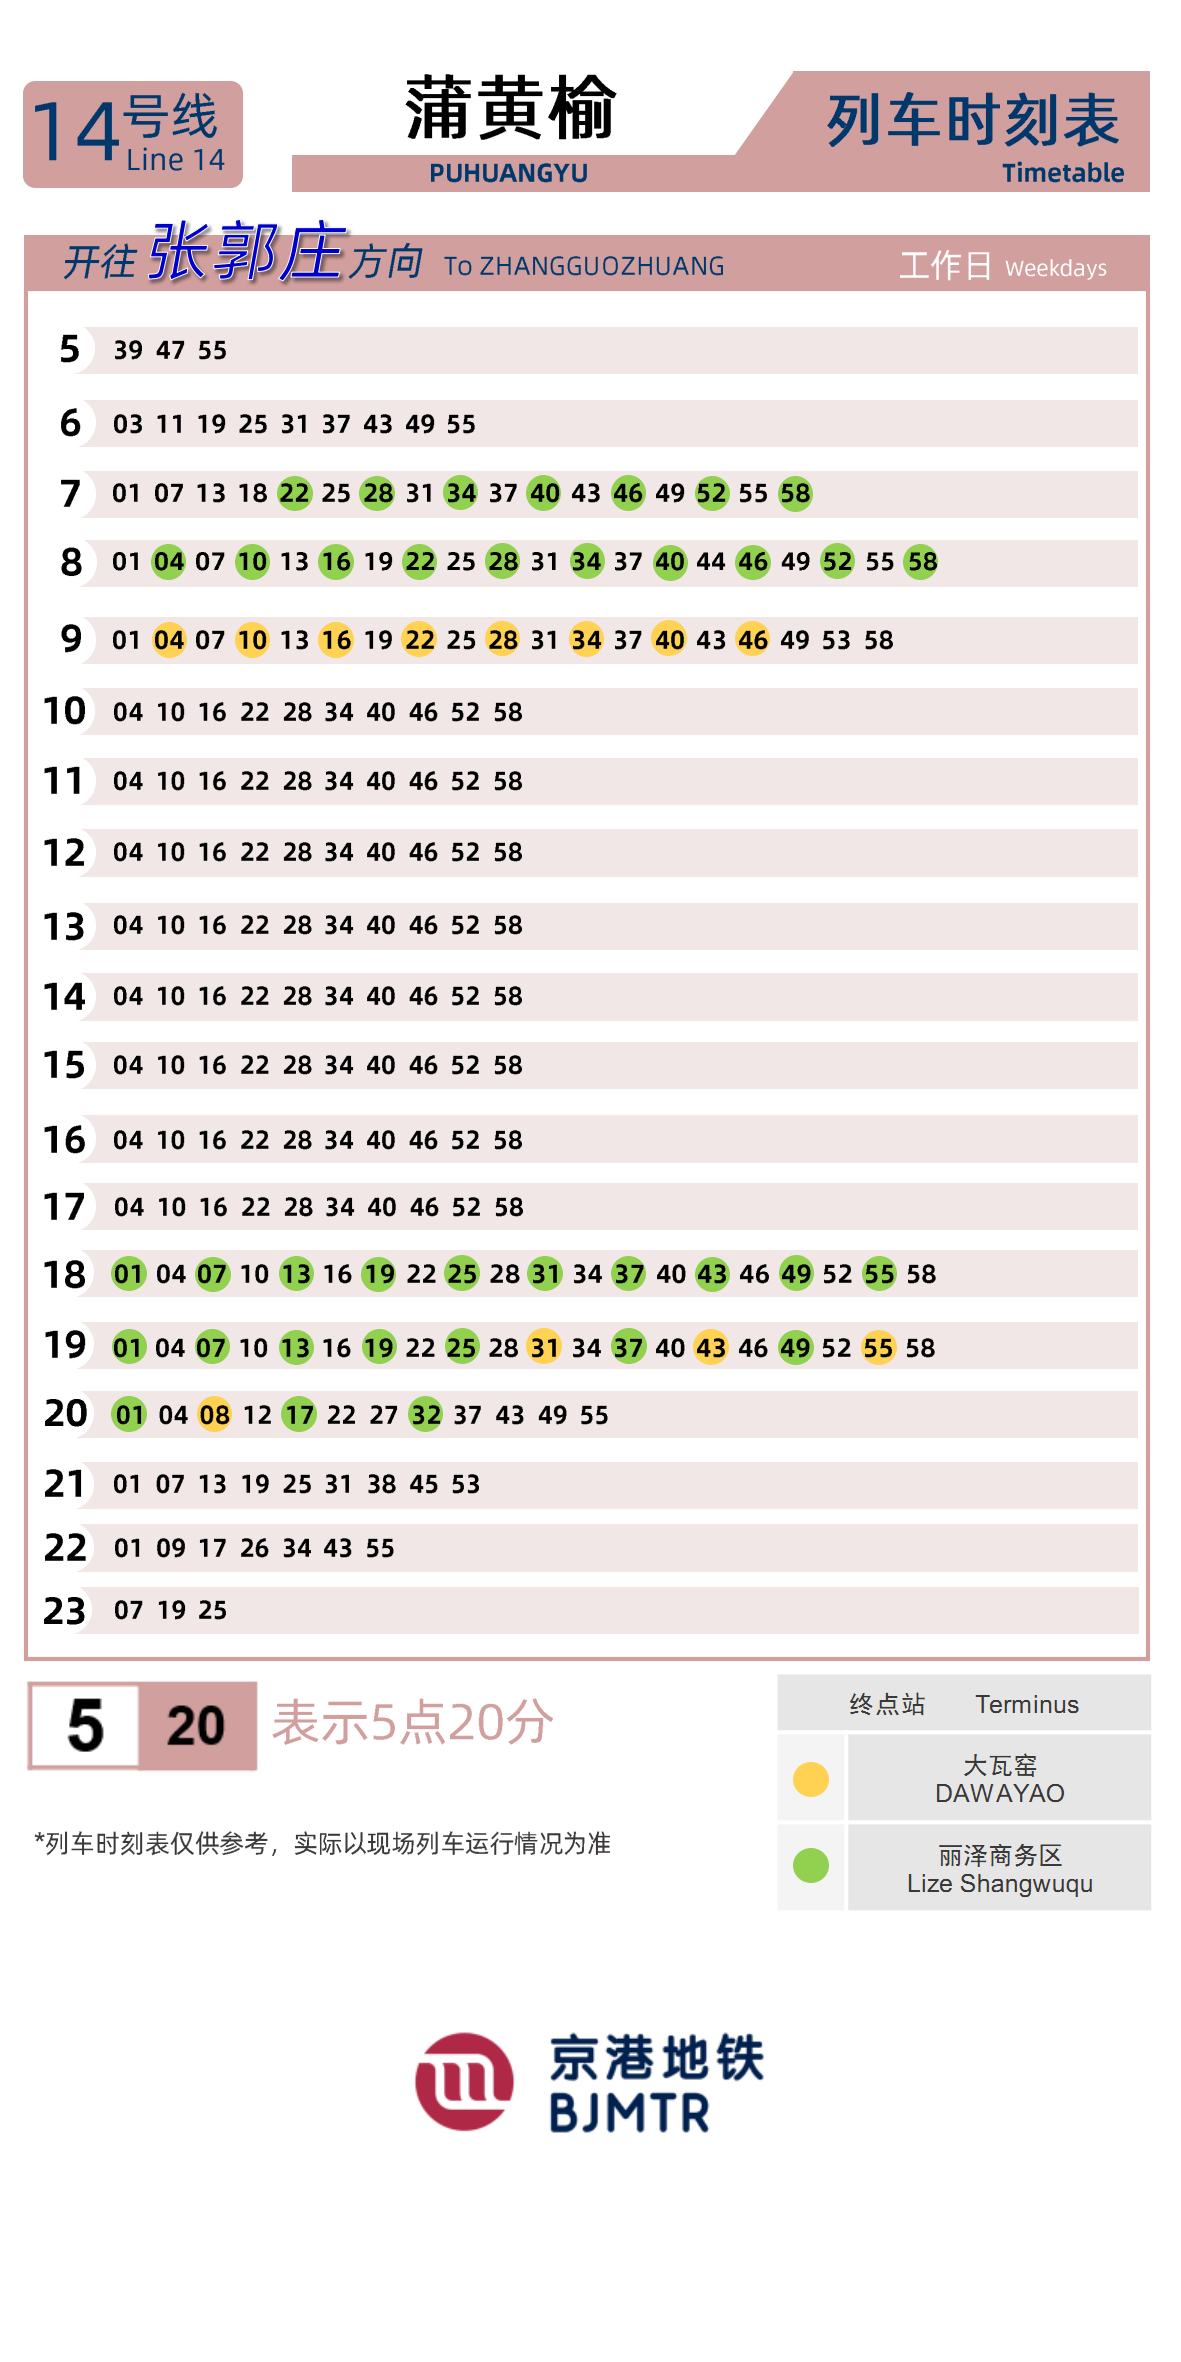 14号线
Line 14
蒲黄榆
PUHUANGYU
列车时刻表
Timetable
开往 张郭庄 方向 To ZHANGGUOZHUANG 工作日 Weekdays
5 39 47 55
6 03 11 19 25 31 37 43 49 55
7 01 07 13 18 22 25 28 31 34 37 40 43 46 49 52 55 58
8 01 04 07 10 13 16 19 22 25 28 31 34 37 40 44 46 49 52 55 58
9 01 04 07 10 13 16 19 22 25 28 31 34 37 40 43 46 49 53 58
10 04 10 16 22 28 34 40 46 52 58
11 04 10 16 22 28 34 40 46 52 58
12 04 10 16 22 28 34 40 46 52 58
13 04 10 16 22 28 34 40 46 52 58
14 04 10 16 22 28 34 40 46 52 58
15 04 10 16 22 28 34 40 46 52 58
16 04 10 16 22 28 34 40 46 52 58
17 04 10 16 22 28 34 40 46 52 58
18 01 04 07 10 13 16 19 22 25 28 31 34 37 40 43 46 49 52 55 58
19 01 04 07 10 13 16 19 22 25 28 31 34 37 40 43 46 49 52 55 58
20 01 04 08 12 17 22 27 32 37 43 49 55
21 01 07 13 19 25 31 38 45 53
22 01 09 17 26 34 43 55
23 07 19 25
5 20 表示5点20分
*列车时刻表仅供参考，实际以现场列车运行情况为准
终点站 Terminus
大瓦窑
DAWAYAO
丽泽商务区
Lize Shangwuqu
京港地铁
BJMTR